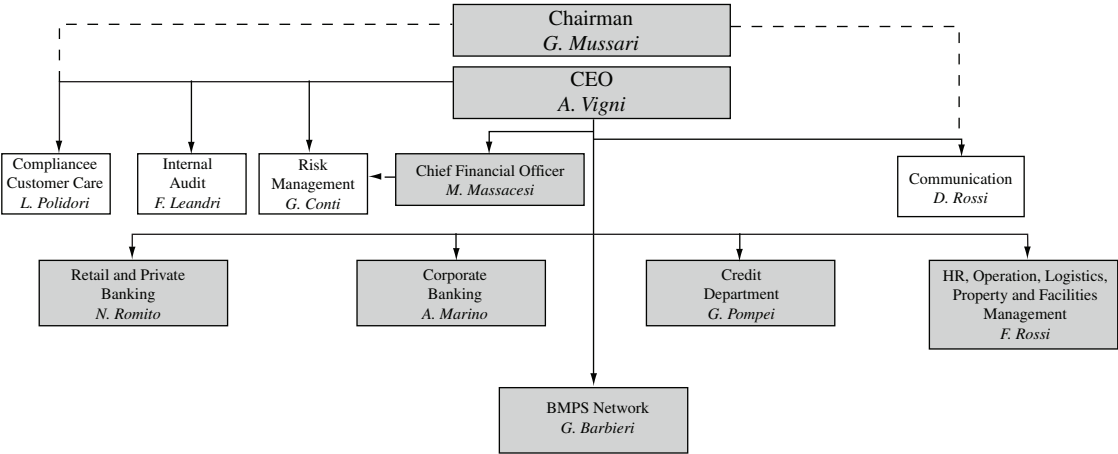 Chairman
G. Mussari
CEO
A. Vigni
Compliancee
Customer Care
L. Polidori
Internal
Audit
F. Leandri
Risk
Management
G. Conti
Chief Financial Officer
M. Massacesi
Communication
D. Rossi
Retail and Private
Banking
N. Romito
Corporate
Banking
A. Marino
Credit
Department
G. Pompei
HR, Operation, Logistics,
Property and Facilities
Management
F. Rossi
BMPS Network
G. Barbieri